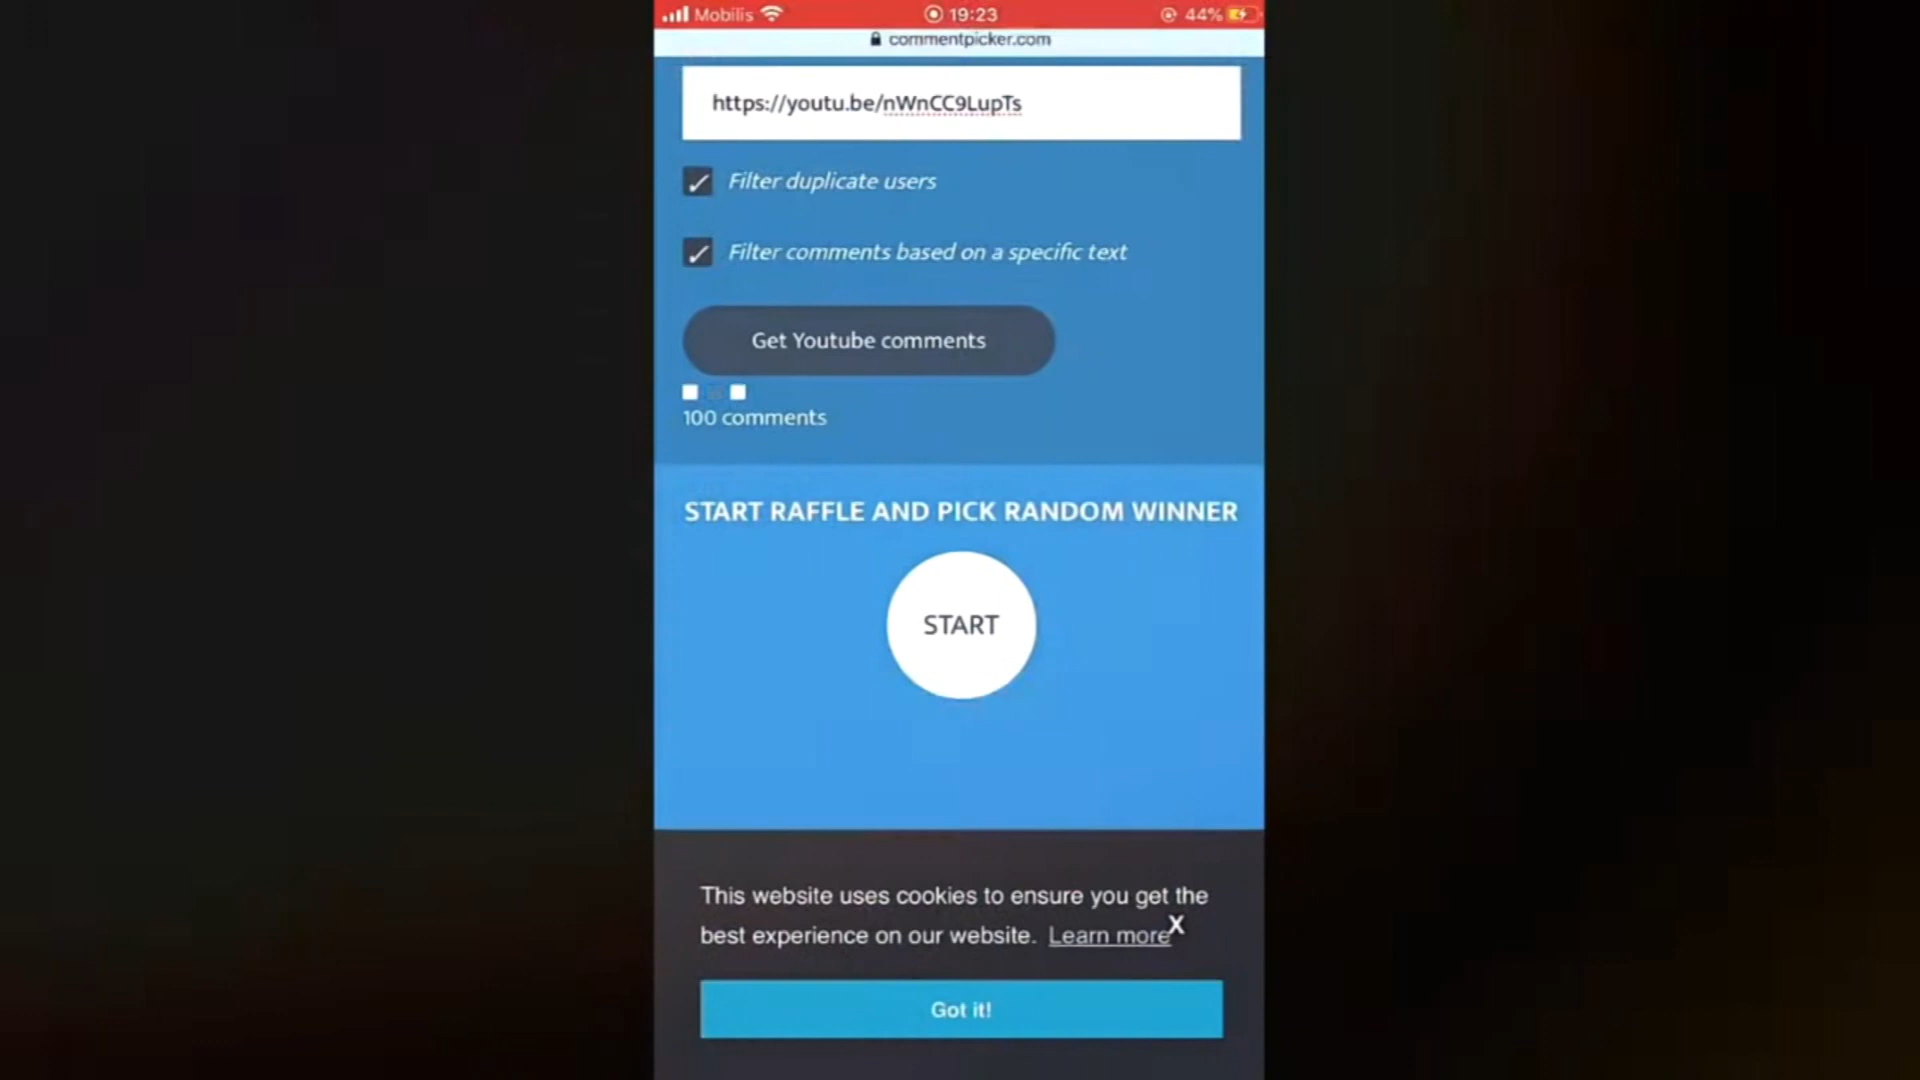 Mobilis 19:23 44%
commentpicker.com
https://youtu.be/nWnCC9LupTs
Filter duplicate users
Filter comments based on a specific text
Get Youtube comments
100 comments
START RAFFLE AND PICK RANDOM WINNER
START
This website uses cookies to ensure you get the
best experience on our website. Learn more X
Got it!